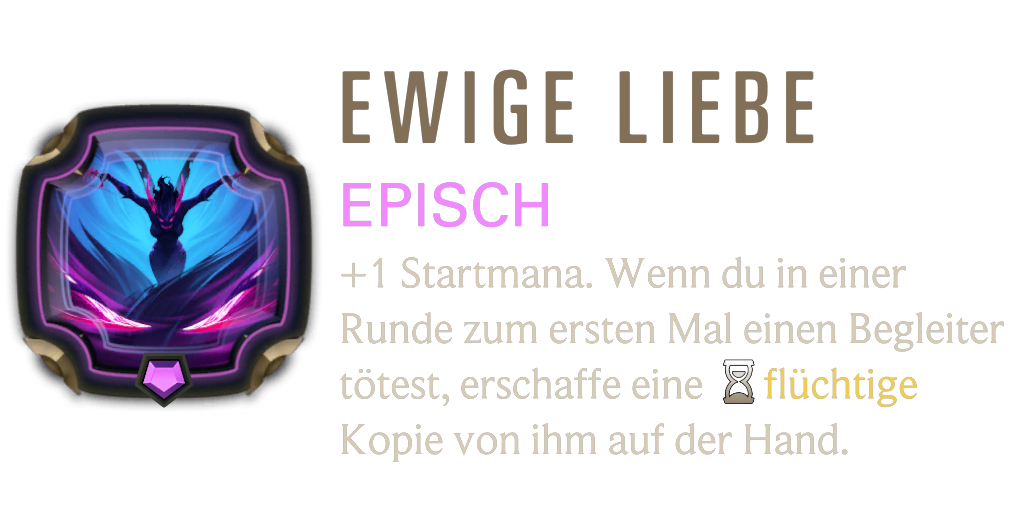 EWIGE LIEBE
EPISCH
+1 Startmana. Wenn du in einer
Runde zum ersten Mal einen Begleiter
tötest, erschaffe eine flüchtige
Kopie von ihm auf der Hand.